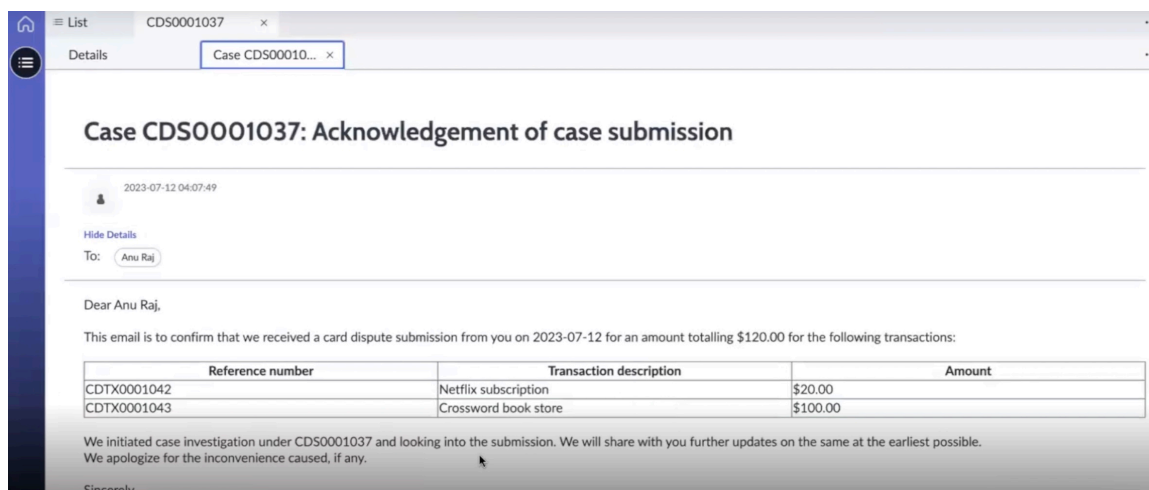 List CDS0001037 ×
Details Case CDS00010... ×
Case CDS0001037: Acknowledgement of case submission
2023-07-12 04:07:49
Hide Details
To: Anu Raj
Dear Anu Raj,
This email is to confirm that we received a card dispute submission from you on 2023-07-12 for an amount totalling $120.00 for the following transactions:
Reference number Transaction description Amount
CDTX0001042 Netflix subscription $20.00
CDTX0001043 Crossword book store $100.00
We initiated case investigation under CDS0001037 and looking into the submission. We will share with you further updates on the same at the earliest possible.
We apologize for the inconvenience caused, if any.
Sincerely